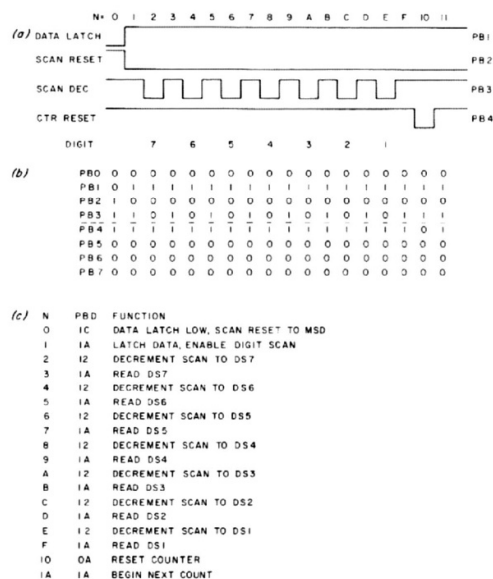 N= 0 1 2 3 4 5 6 7 8 9 A B C D E F 10 11
(a) DATA LATCH PB1
SCAN RESET PB2
SCAN DEC PB3
CTR RESET PB4
DIGIT 7 6 5 4 3 2 1
(b) PB0 0 0 0 0 0 0 0 0 0 0 0 0 0 0 0 0 0 0
PB1 0 1 1 1 1 1 1 1 1 1 1 1 1 1 1 1 1 1
PB2 1 0 0 0 0 0 0 0 0 0 0 0 0 0 0 0 0 0
PB3 1 1 0 1 0 1 0 1 0 1 0 1 0 1 0 1 1 1
PB4 1 1 1 1 1 1 1 1 1 1 1 1 1 1 1 1 0 1
PB5 0 0 0 0 0 0 0 0 0 0 0 0 0 0 0 0 0 0
PB6 0 0 0 0 0 0 0 0 0 0 0 0 0 0 0 0 0 0
PB7 0 0 0 0 0 0 0 0 0 0 0 0 0 0 0 0 0 0
(c) N PBD FUNCTION
0 1C DATA LATCH LOW, SCAN RESET TO MSD
1 1A LATCH DATA, ENABLE DIGIT SCAN
2 12 DECREMENT SCAN TO DS7
3 1A READ DS7
4 12 DECREMENT SCAN TO DS6
5 1A READ DS6
6 12 DECREMENT SCAN TO DS5
7 1A READ DS5
8 12 DECREMENT SCAN TO DS4
9 1A READ DS4
A 12 DECREMENT SCAN TO DS3
B 1A READ DS3
C 12 DECREMENT SCAN TO DS2
D 1A READ DS2
E 12 DECREMENT SCAN TO DS1
F 1A READ DS1
10 0A RESET COUNTER
1A 1A BEGIN NEXT COUNT